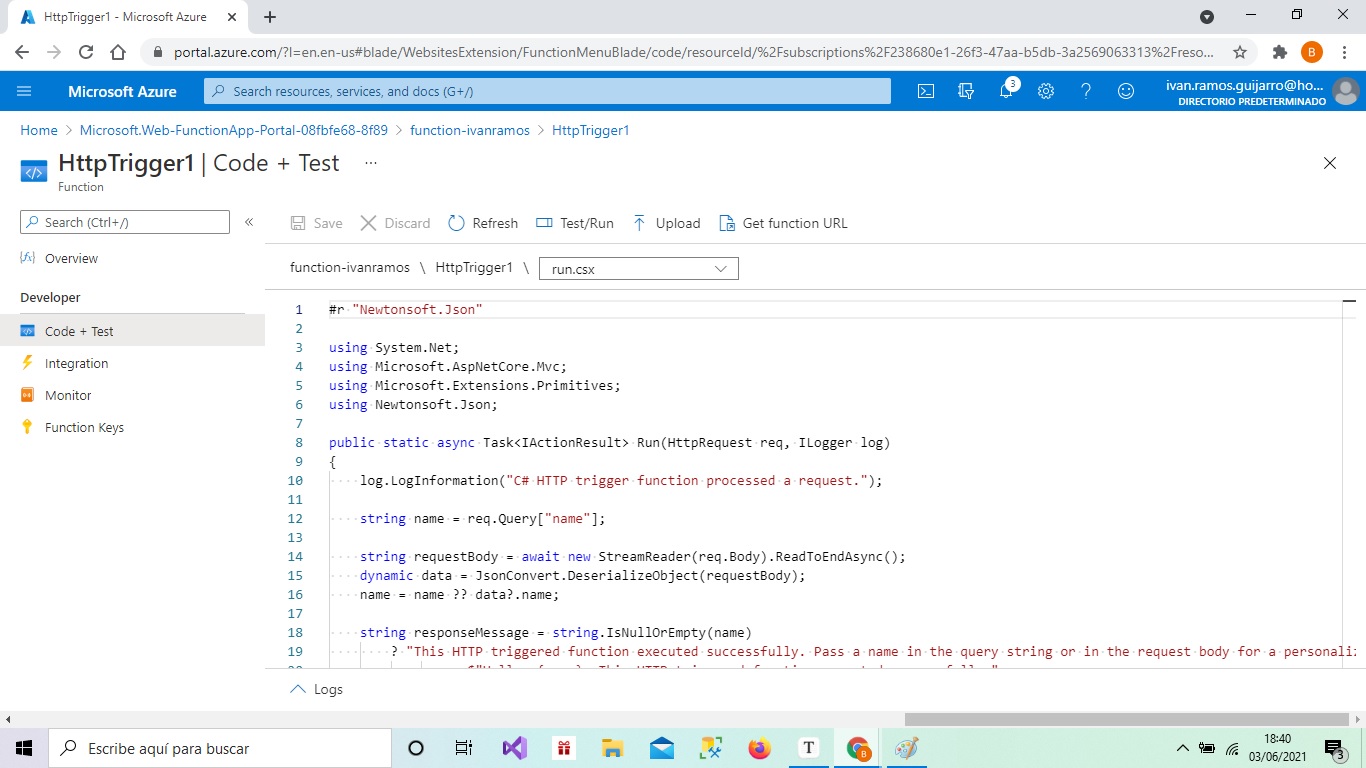 HttpTrigger1 - Microsoft Azure
portal.azure.com/?l=en.en-us#blade/WebsitesExtension/FunctionMenuBlade/code/resourceId/%2Fsubscriptions%2F238680e1-26f3-47aa-b5db-3a2569063313%2Freso...
B
Microsoft Azure
Search resources, services, and docs (G+/)
3
ivan.ramos.guijarro@ho...
DIRECTORIO PREDETERMINADO
Home > Microsoft.Web-FunctionApp-Portal-08fbfe68-8f89 > function-ivanramos > HttpTrigger1
HttpTrigger1 | Code + Test ...
Function
Search (Ctrl+/)
«
Overview
Developer
Code + Test
Integration
Monitor
Function Keys
Save Discard Refresh Test/Run Upload Get function URL
function-ivanramos \ HttpTrigger1 \ run.csx
1 #r "Newtonsoft.Json"
2
3 using System.Net;
4 using Microsoft.AspNetCore.Mvc;
5 using Microsoft.Extensions.Primitives;
6 using Newtonsoft.Json;
7
8 public static async Task<IActionResult> Run(HttpRequest req, ILogger log)
9 {
10 log.LogInformation("C# HTTP trigger function processed a request.");
11
12 string name = req.Query["name"];
13
14 string requestBody = await new StreamReader(req.Body).ReadToEndAsync();
15 dynamic data = JsonConvert.DeserializeObject(requestBody);
16 name = name ?? data?.name;
17
18 string responseMessage = string.IsNullOrEmpty(name)
19 ? "This HTTP triggered function executed successfully. Pass a name in the query string or in the request body for a personali
Logs
Escribe aquí para buscar
T
B
18:40
03/06/2021
3